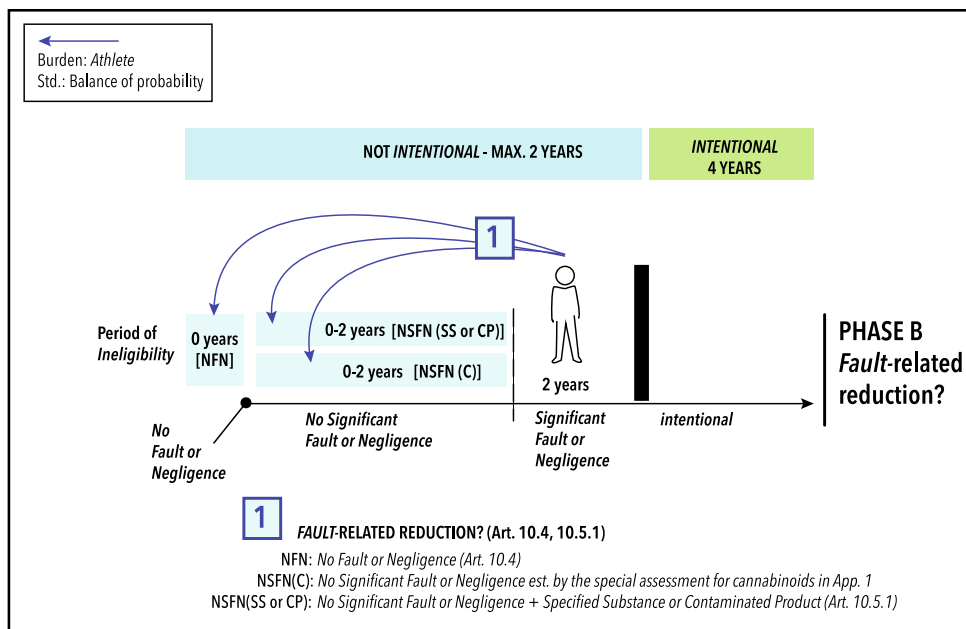 Burden: Athlete
Std.: Balance of probability
NOT INTENTIONAL - MAX. 2 YEARS
INTENTIONAL
4 YEARS
1
Period of
Ineligibility
0 years
[NFN]
0-2 years [NSFN (SS or CP)]
0-2 years [NSFN (C)]
2 years
PHASE B
Fault-related
reduction?
No
Fault or
Negligence
No Significant
Fault or Negligence
Significant
Fault or
Negligence
intentional
1
FAULT-RELATED REDUCTION? (Art. 10.4, 10.5.1)
NFN: No Fault or Negligence (Art. 10.4)
NSFN(C): No Significant Fault or Negligence est. by the special assessment for cannabinoids in App. 1
NSFN(SS or CP): No Significant Fault or Negligence + Specified Substance or Contaminated Product (Art. 10.5.1)